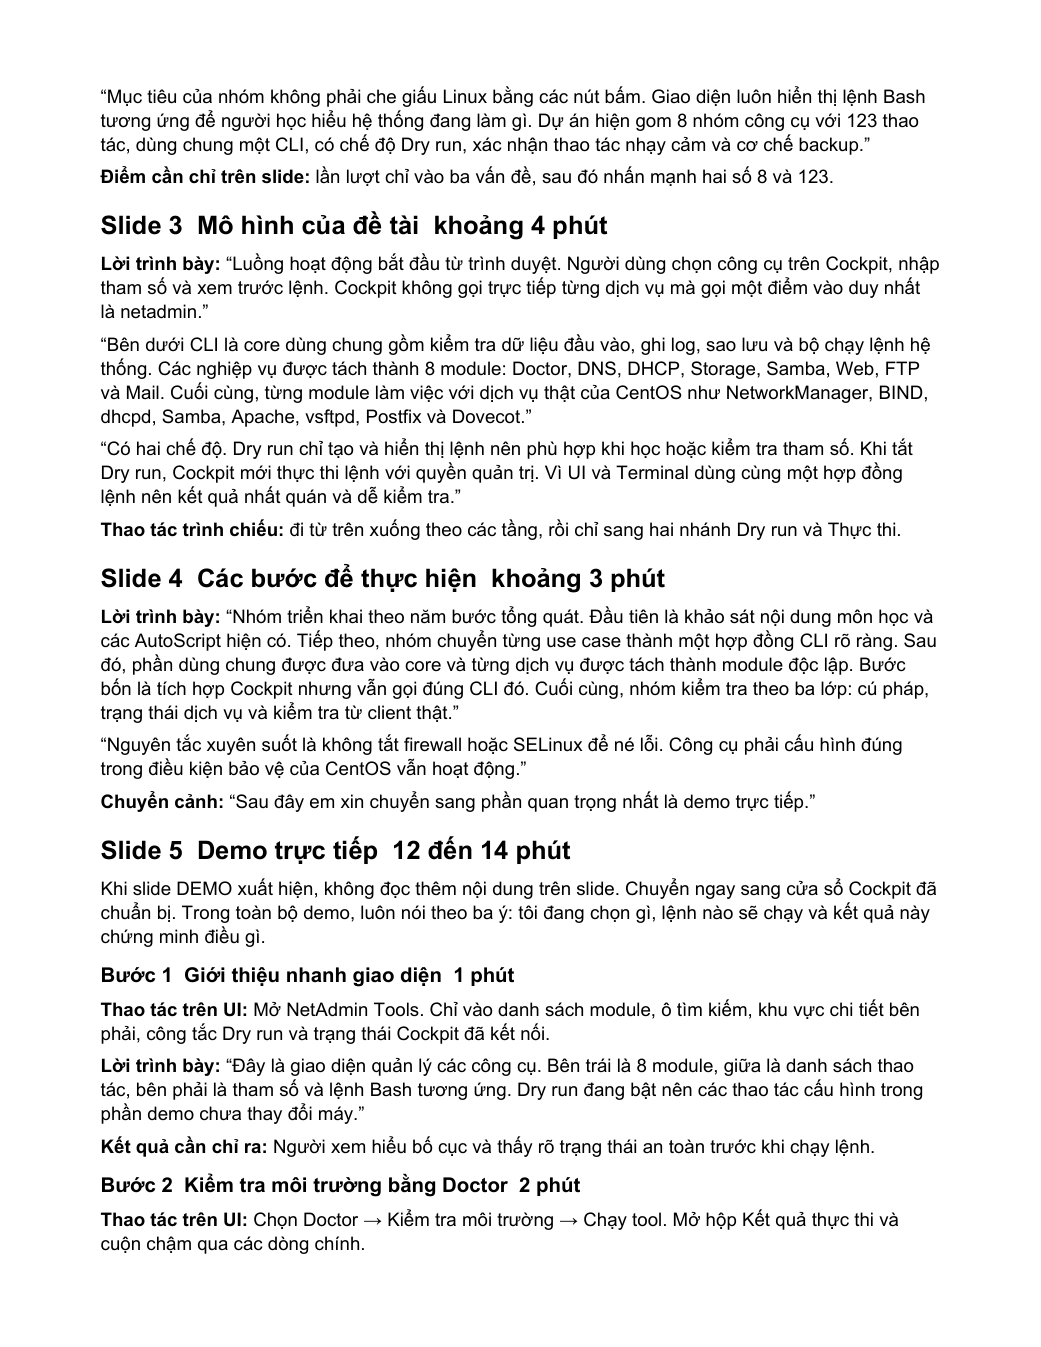 “Mục tiêu của nhóm không phải che giấu Linux bằng các nút bấm. Giao diện luôn hiển thị lệnh Bash
tương ứng để người học hiểu hệ thống đang làm gì. Dự án hiện gom 8 nhóm công cụ với 123 thao
tác, dùng chung một CLI, có chế độ Dry run, xác nhận thao tác nhạy cảm và cơ chế backup.”
Điểm cần chỉ trên slide: lần lượt chỉ vào ba vấn đề, sau đó nhấn mạnh hai số 8 và 123.
Slide 3  Mô hình của đề tài  khoảng 4 phút
Lời trình bày: “Luồng hoạt động bắt đầu từ trình duyệt. Người dùng chọn công cụ trên Cockpit, nhập
tham số và xem trước lệnh. Cockpit không gọi trực tiếp từng dịch vụ mà gọi một điểm vào duy nhất
là netadmin.”
“Bên dưới CLI là core dùng chung gồm kiểm tra dữ liệu đầu vào, ghi log, sao lưu và bộ chạy lệnh hệ
thống. Các nghiệp vụ được tách thành 8 module: Doctor, DNS, DHCP, Storage, Samba, Web, FTP
và Mail. Cuối cùng, từng module làm việc với dịch vụ thật của CentOS như NetworkManager, BIND,
dhcpd, Samba, Apache, vsftpd, Postfix và Dovecot.”
“Có hai chế độ. Dry run chỉ tạo và hiển thị lệnh nên phù hợp khi học hoặc kiểm tra tham số. Khi tắt
Dry run, Cockpit mới thực thi lệnh với quyền quản trị. Vì UI và Terminal dùng cùng một hợp đồng
lệnh nên kết quả nhất quán và dễ kiểm tra.”
Thao tác trình chiếu: đi từ trên xuống theo các tầng, rồi chỉ sang hai nhánh Dry run và Thực thi.
Slide 4  Các bước để thực hiện  khoảng 3 phút
Lời trình bày: “Nhóm triển khai theo năm bước tổng quát. Đầu tiên là khảo sát nội dung môn học và
các AutoScript hiện có. Tiếp theo, nhóm chuyển từng use case thành một hợp đồng CLI rõ ràng. Sau
đó, phần dùng chung được đưa vào core và từng dịch vụ được tách thành module độc lập. Bước
bốn là tích hợp Cockpit nhưng vẫn gọi đúng CLI đó. Cuối cùng, nhóm kiểm tra theo ba lớp: cú pháp,
trạng thái dịch vụ và kiểm tra từ client thật.”
“Nguyên tắc xuyên suốt là không tắt firewall hoặc SELinux để né lỗi. Công cụ phải cấu hình đúng
trong điều kiện bảo vệ của CentOS vẫn hoạt động.”
Chuyển cảnh: “Sau đây em xin chuyển sang phần quan trọng nhất là demo trực tiếp.”
Slide 5  Demo trực tiếp  12 đến 14 phút
Khi slide DEMO xuất hiện, không đọc thêm nội dung trên slide. Chuyển ngay sang cửa sổ Cockpit đã
chuẩn bị. Trong toàn bộ demo, luôn nói theo ba ý: tôi đang chọn gì, lệnh nào sẽ chạy và kết quả này
chứng minh điều gì.
Bước 1  Giới thiệu nhanh giao diện  1 phút
Thao tác trên UI: Mở NetAdmin Tools. Chỉ vào danh sách module, ô tìm kiếm, khu vực chi tiết bên
phải, công tắc Dry run và trạng thái Cockpit đã kết nối.
Lời trình bày: “Đây là giao diện quản lý các công cụ. Bên trái là 8 module, giữa là danh sách thao
tác, bên phải là tham số và lệnh Bash tương ứng. Dry run đang bật nên các thao tác cấu hình trong
phần demo chưa thay đổi máy.”
Kết quả cần chỉ ra: Người xem hiểu bố cục và thấy rõ trạng thái an toàn trước khi chạy lệnh.
Bước 2  Kiểm tra môi trường bằng Doctor  2 phút
Thao tác trên UI: Chọn Doctor → Kiểm tra môi trường → Chạy tool. Mở hộp Kết quả thực thi và
cuộn chậm qua các dòng chính.